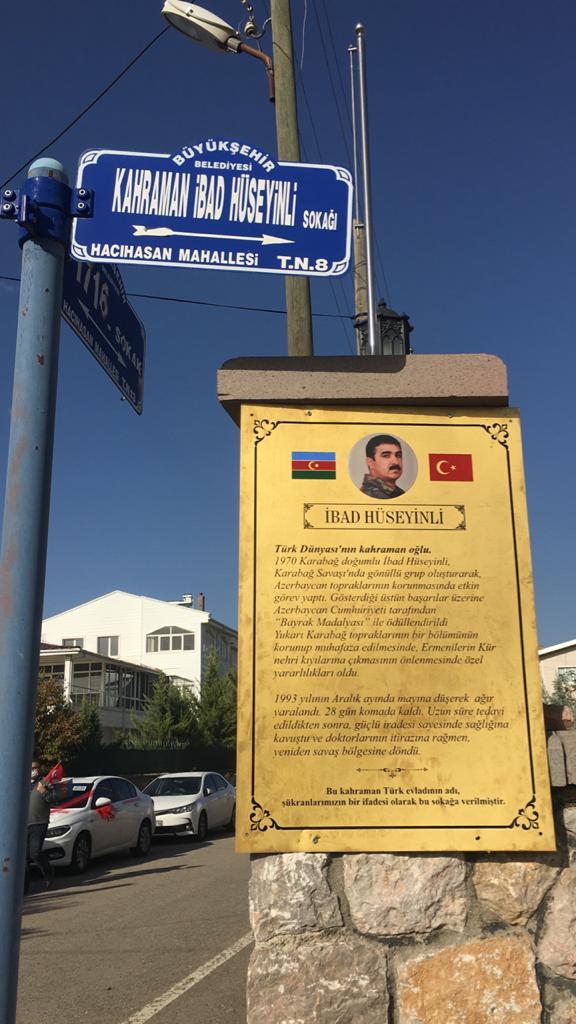 BÜYÜKŞEHİR
BELEDİYESİ
KAHRAMAN İBAD HÜSEYİNLİ SOKAĞI
HACIHASAN MAHALLESİ T.N.8
1716. SOKAK
HACIHASAN MAHALLESİ
İBAD HÜSEYİNLİ
Türk Dünyası'nın kahraman oğlu.
1970 Karabağ doğumlu İbad Hüseyinli,
Karabağ Savaşı'nda gönüllü grup oluşturarak,
Azerbaycan topraklarının korunmasında etkin
görev yaptı. Gösterdiği üstün başarılar üzerine
Azerbaycan Cumhuriyeti tarafından
"Bayrak Madalyası" ile ödüllendirildi
Yukarı Karabağ topraklarının bir bölümünün
korunup muhafaza edilmesinde, Ermenilerin Kür
nehri kıyılarına çıkmasının önlenmesinde özel
yararlılıkları oldu.
1993 yılının Aralık ayında mayına düşerek ağır
yaralandı. 28 gün komada kaldı. Uzun süre tedavi
edildikten sonra, güçlü iradesi sayesinde sağlığına
kavuştu ve doktorlarının itirazına rağmen,
yeniden savaş bölgesine döndü.
Bu kahraman Türk evladının adı,
şükranlarımızın bir ifadesi olarak bu sokağa verilmiştir.